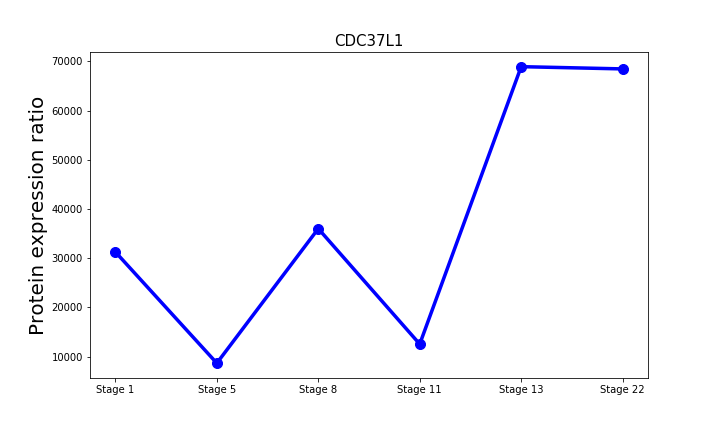 CDC37L1
Protein expression ratio
70000
60000
50000
40000
30000
20000
10000
Stage 1 Stage 5 Stage 8 Stage 11 Stage 13 Stage 22